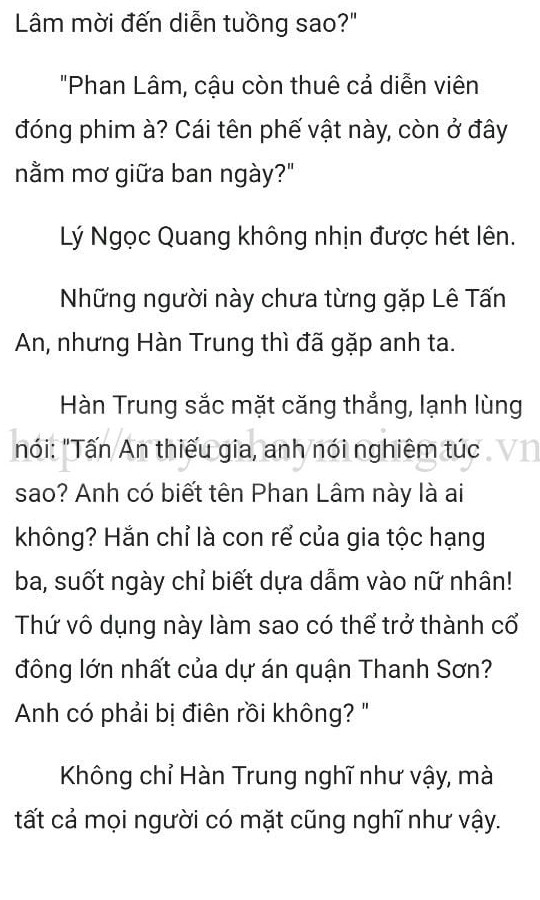 Lâm mời đến diễn tuồng sao?"
"Phan Lâm, cậu còn thuê cả diễn viên
đóng phim à? Cái tên phế vật này, còn ở đây
nằm mơ giữa ban ngày?"
Lý Ngọc Quang không nhịn được hét lên.
Những người này chưa từng gặp Lê Tấn
An, nhưng Hàn Trung thì đã gặp anh ta.
Hàn Trung sắc mặt căng thẳng, lạnh lùng
nói: "Tấn An thiếu gia, anh nói nghiêm túc
http://truyenhaymoingay.vn
sao? Anh có biết tên Phan Lâm này là ai
không? Hắn chỉ là con rể của gia tộc hạng
ba, suốt ngày chỉ biết dựa dẫm vào nữ nhân!
Thứ vô dụng này làm sao có thể trở thành cổ
đông lớn nhất của dự án quận Thanh Sơn?
Anh có phải bị điên rồi không? "
Không chỉ Hàn Trung nghĩ như vậy, mà
tất cả mọi người có mặt cũng nghĩ như vậy.